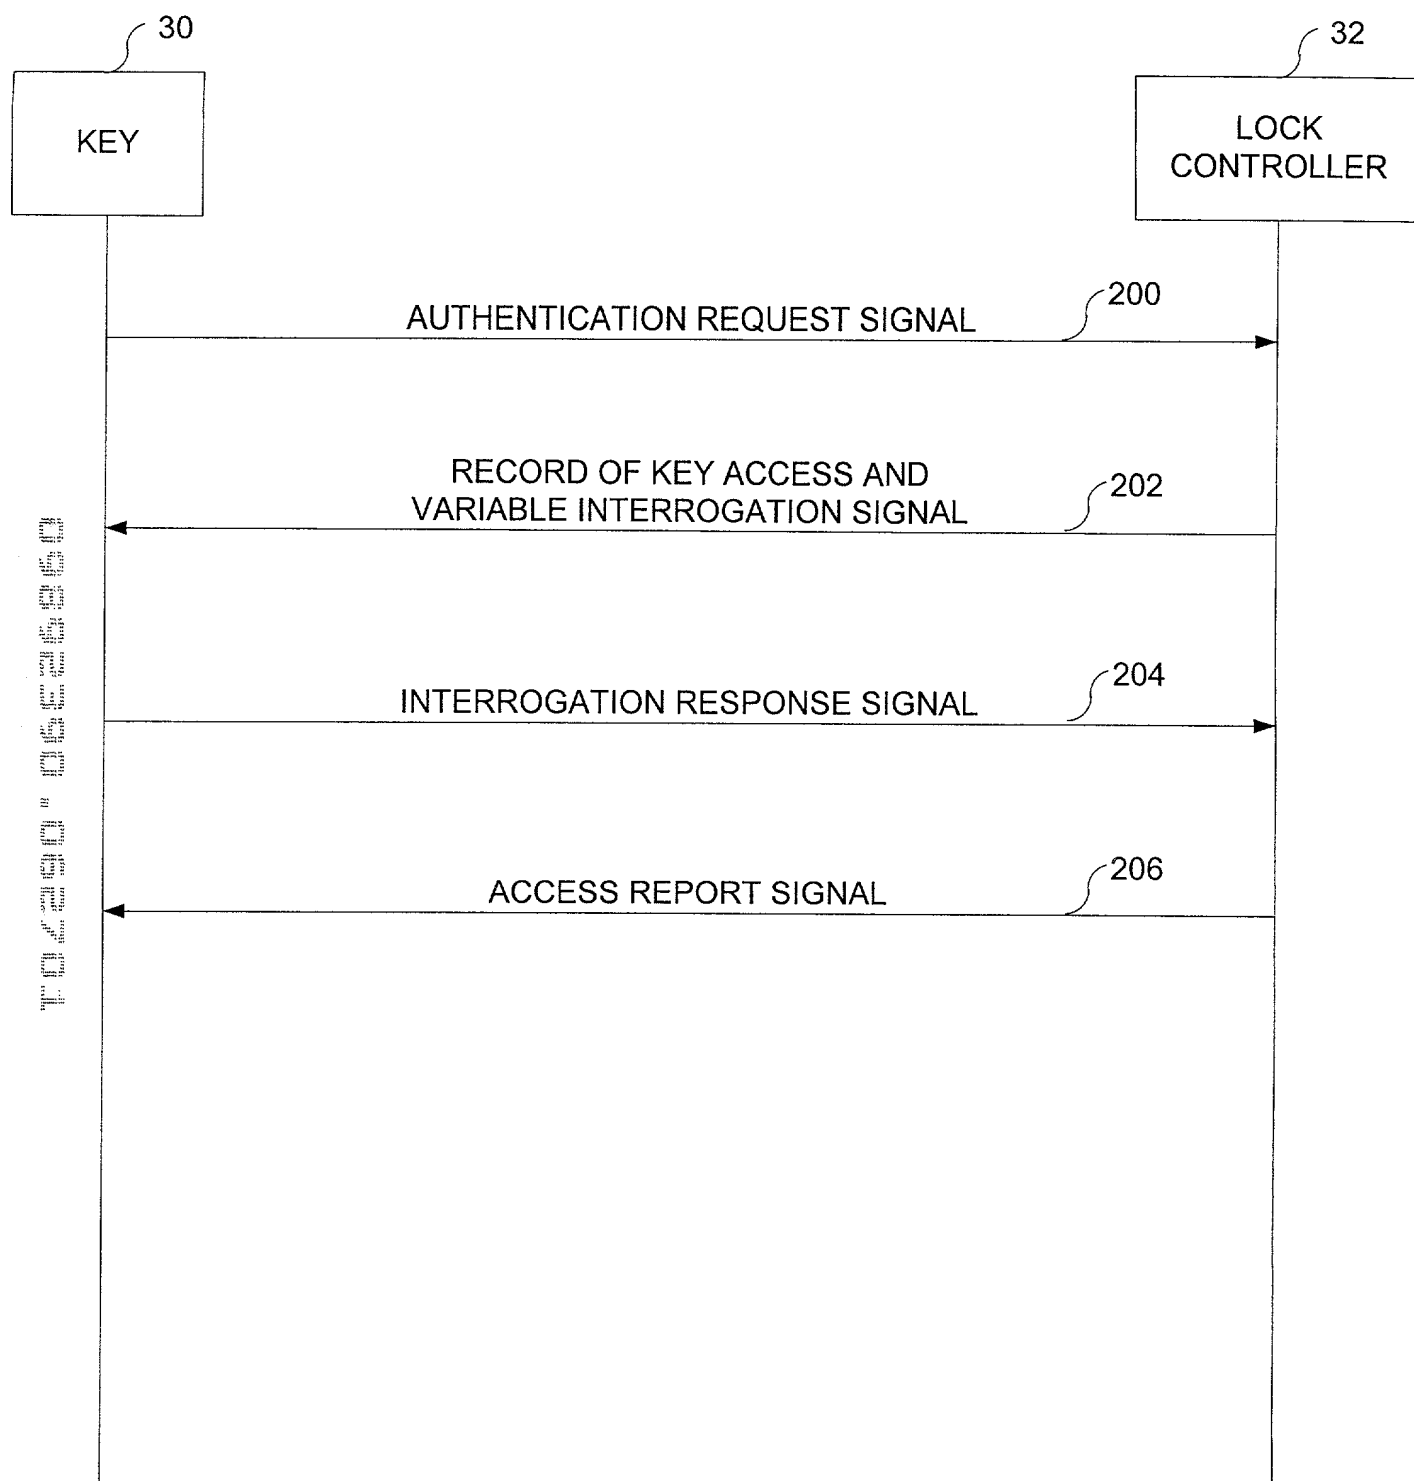 30
32
KEY
LOCK
CONTROLLER
200
AUTHENTICATION REQUEST SIGNAL
RECORD OF KEY ACCESS AND
VARIABLE INTERROGATION SIGNAL
202
204
INTERROGATION RESPONSE SIGNAL
206
ACCESS REPORT SIGNAL